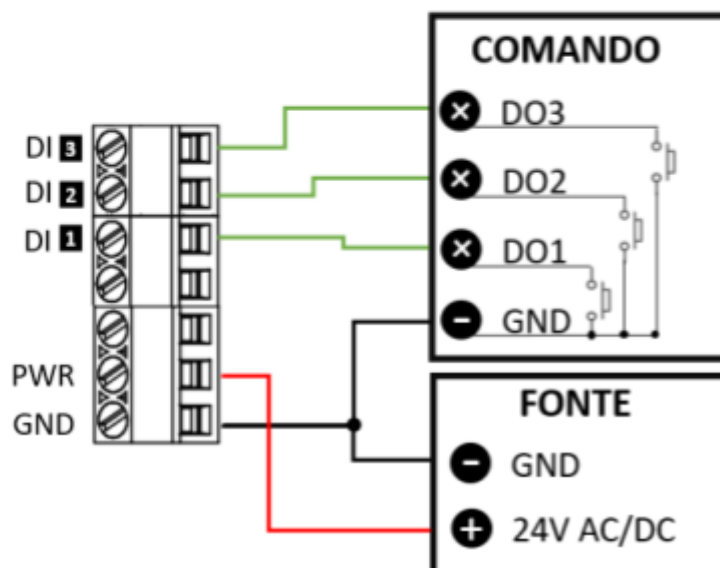 COMANDO
DI 3
DO3
DI 2
DO2
DI 1
DO1
GND
PWR
GND
FONTE
GND
24V AC/DC